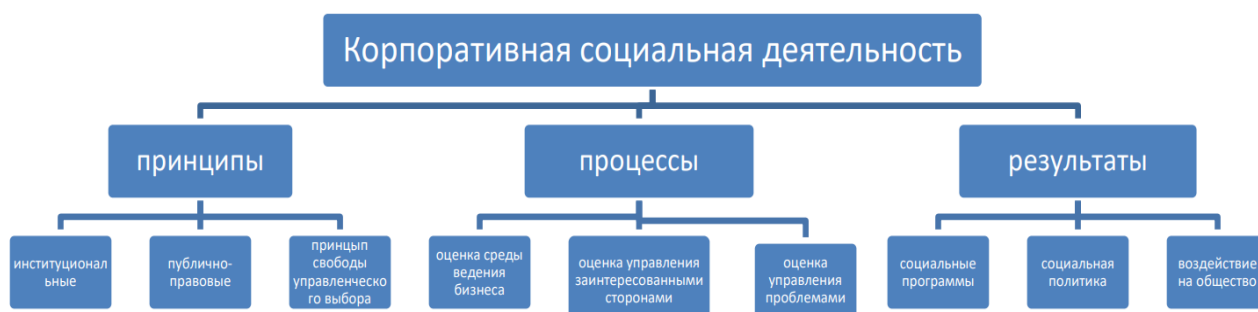 Корпоративная социальная деятельность
принципы
процессы
результаты
институциональ
ьные
публично-
правовые
принцып
свободы
управленческо
го выбора
оценка среды
ведения
бизнеса
оценка управления
заинтересованными
сторонами
оценка
управления
проблемами
социальные
программы
социальная
политика
воздействие
на общество